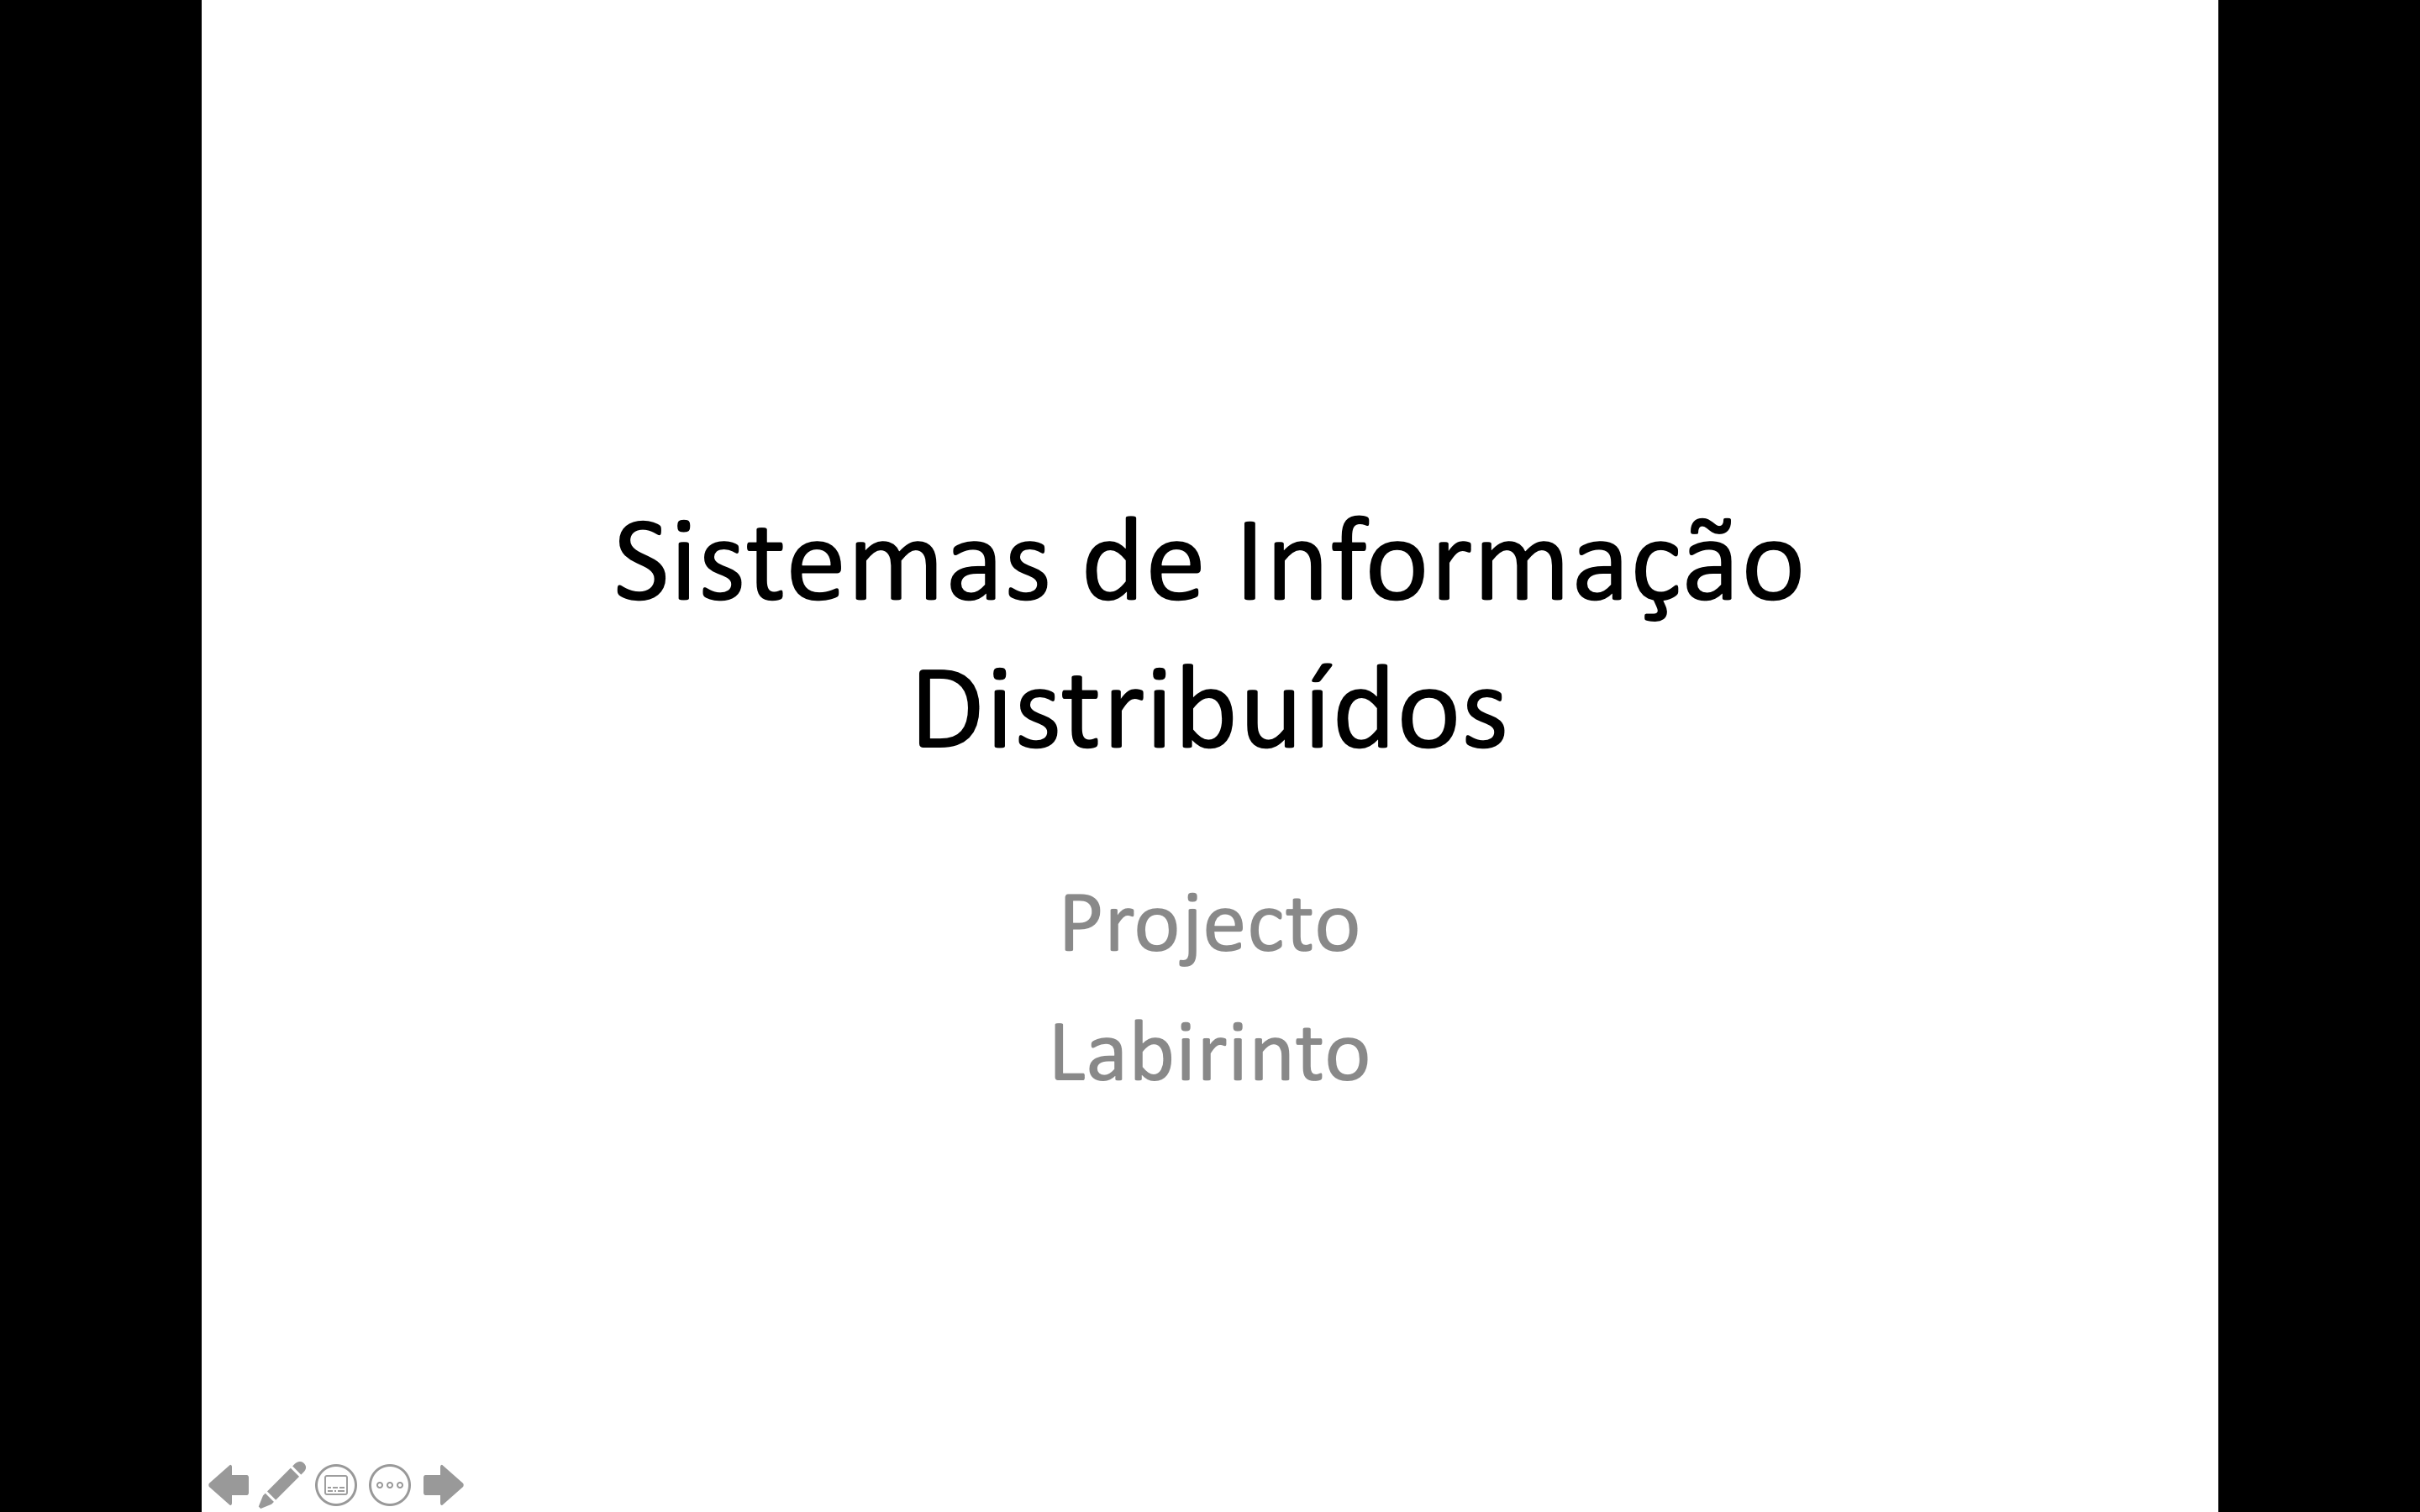 Sistemas de Informação
Distribuídos
Projecto
Labirinto